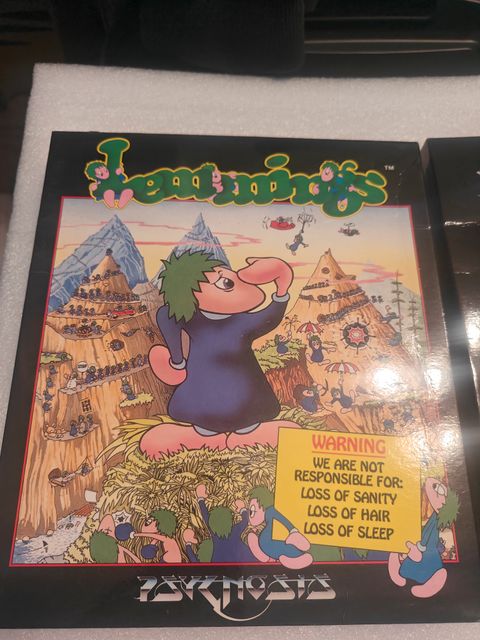 Lemmings™
WARNING
WE ARE NOT
RESPONSIBLE FOR:
LOSS OF SANITY
LOSS OF HAIR
LOSS OF SLEEP
PSYGNOSIS